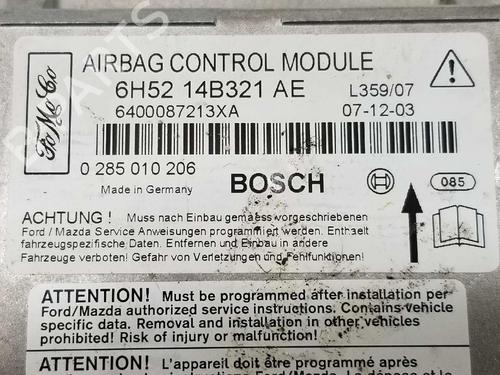 FoMoCo
AIRBAG CONTROL MODULE
6H52 14B321 AE
L359/07
6400087213XA
07-12-03
0 285 010 206
Made in Germany
BOSCH
085
ACHTUNG ! Muss nach Einbau gemaess vorgeschriebenen
Ford / Mazda Service Anweisungen programmiert werden. Enthaelt
fahrzeugspezifische Daten. Entfernen und Einbau in andere
Fahrzeuge verboten! Gefahr von Verletzungen und Fehlfunktionen!
ATTENTION! Must be programmed after installation per
Ford/Mazda authorized service instructions. Contains vehicle
specific data. Removal and installation in other vehicles
prohibited! Risk of injury or malfunction!
ATTENTION! L'appareil doit être programmé après